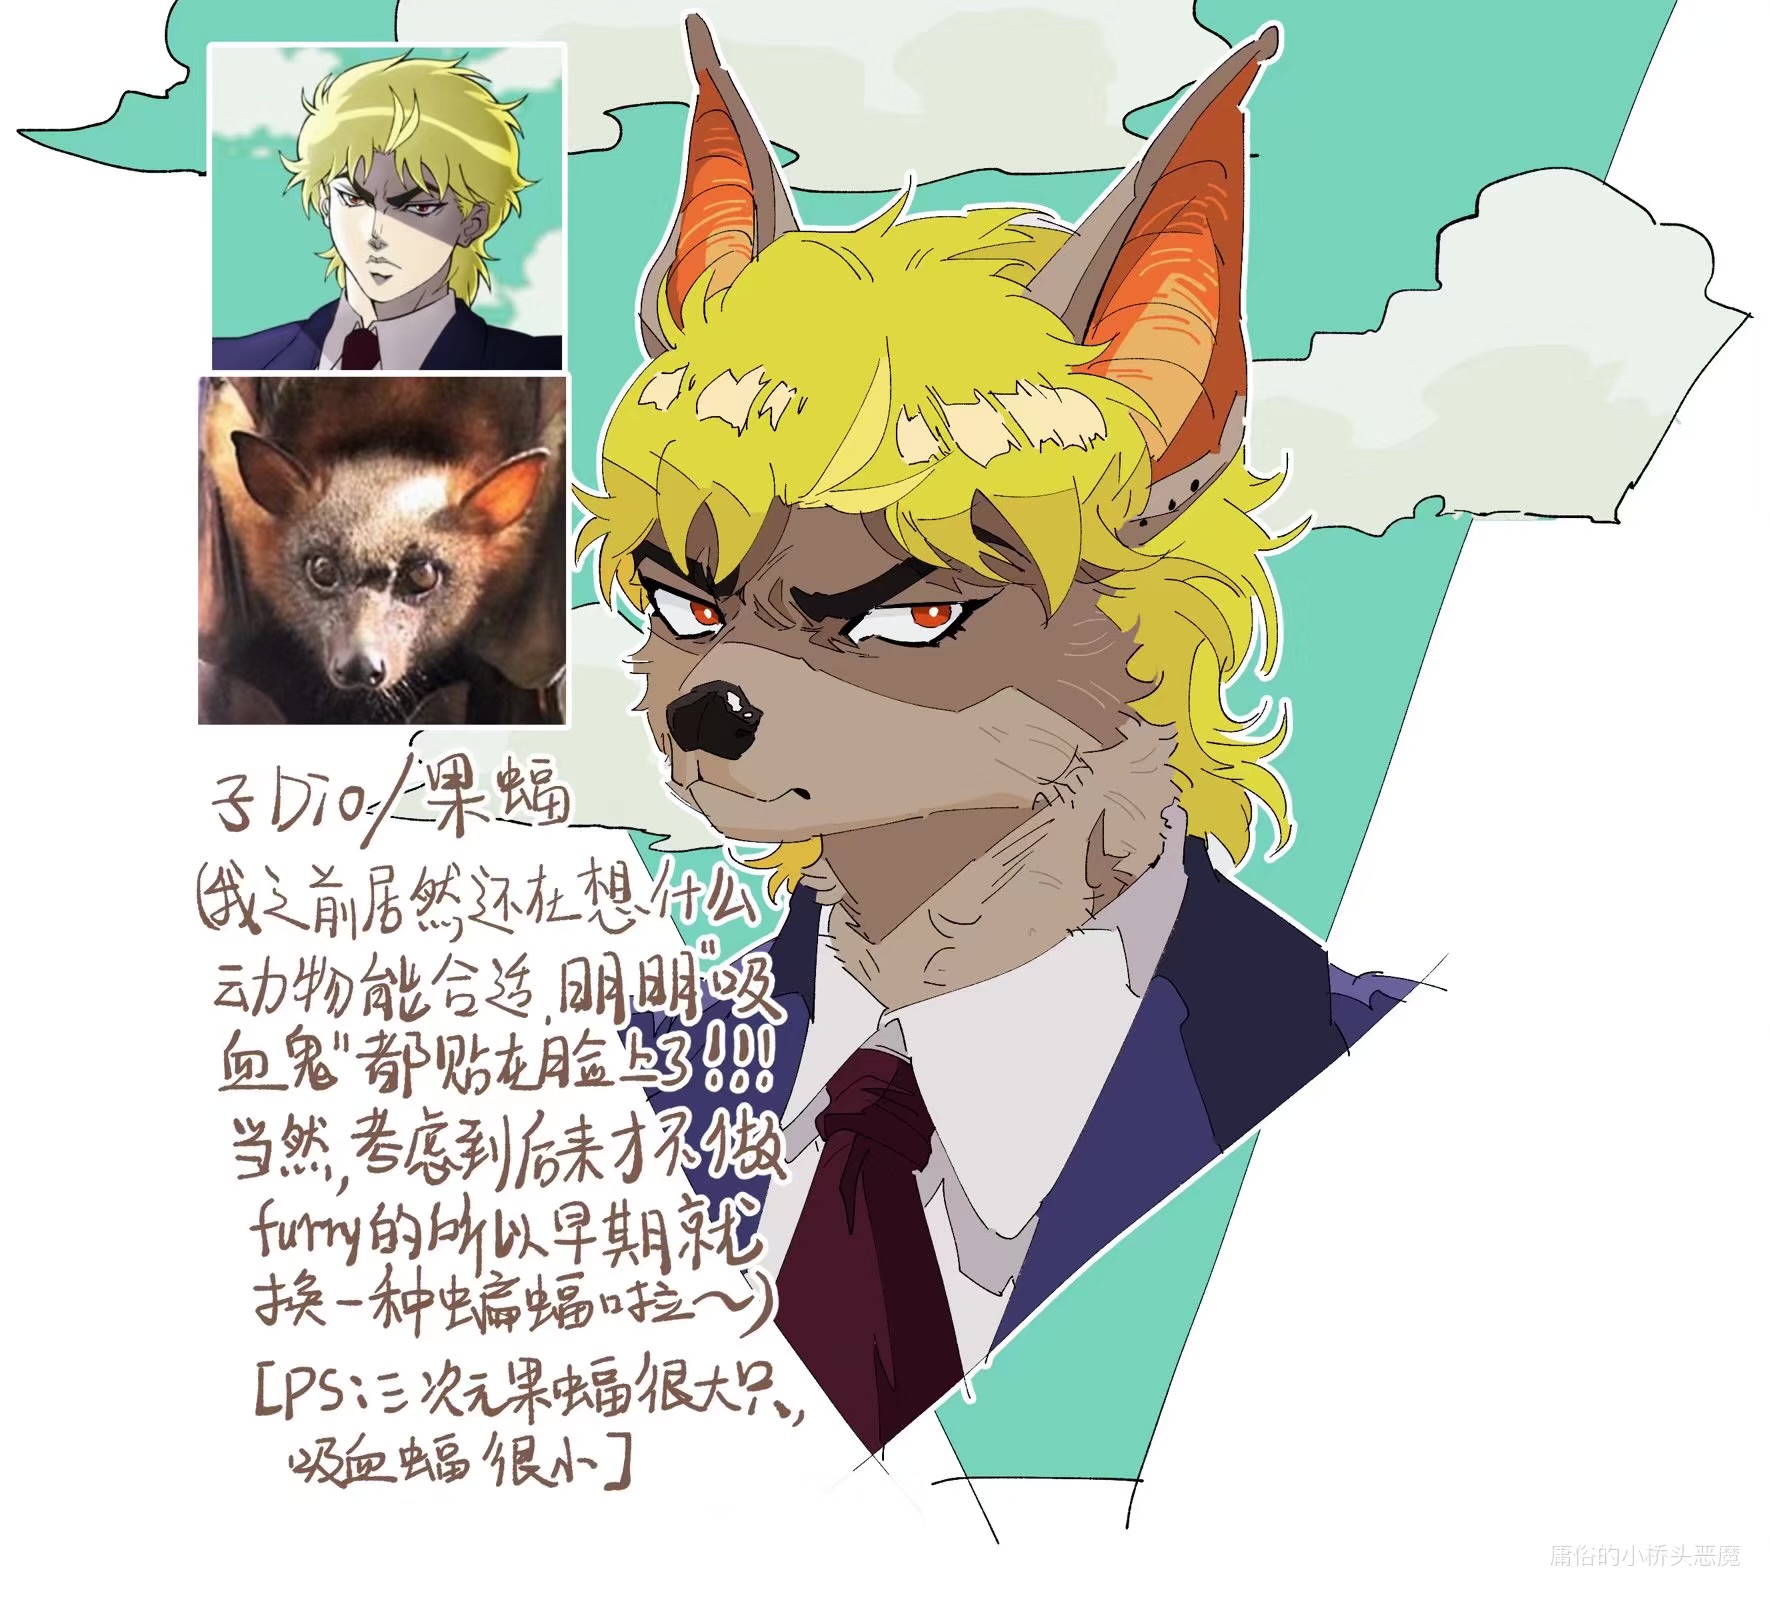 子Dio/果蝠
(我之前居然还在想什么
动物能合适,明明"吸
血鬼"都贴在脸上了!!!
当然,考虑到后来才不做
furry的所以早期就
换一种蝙蝠啦～)
[PS:三次元果蝠很大只,
吸血蝠很小]
庸俗的小桥头恶魔